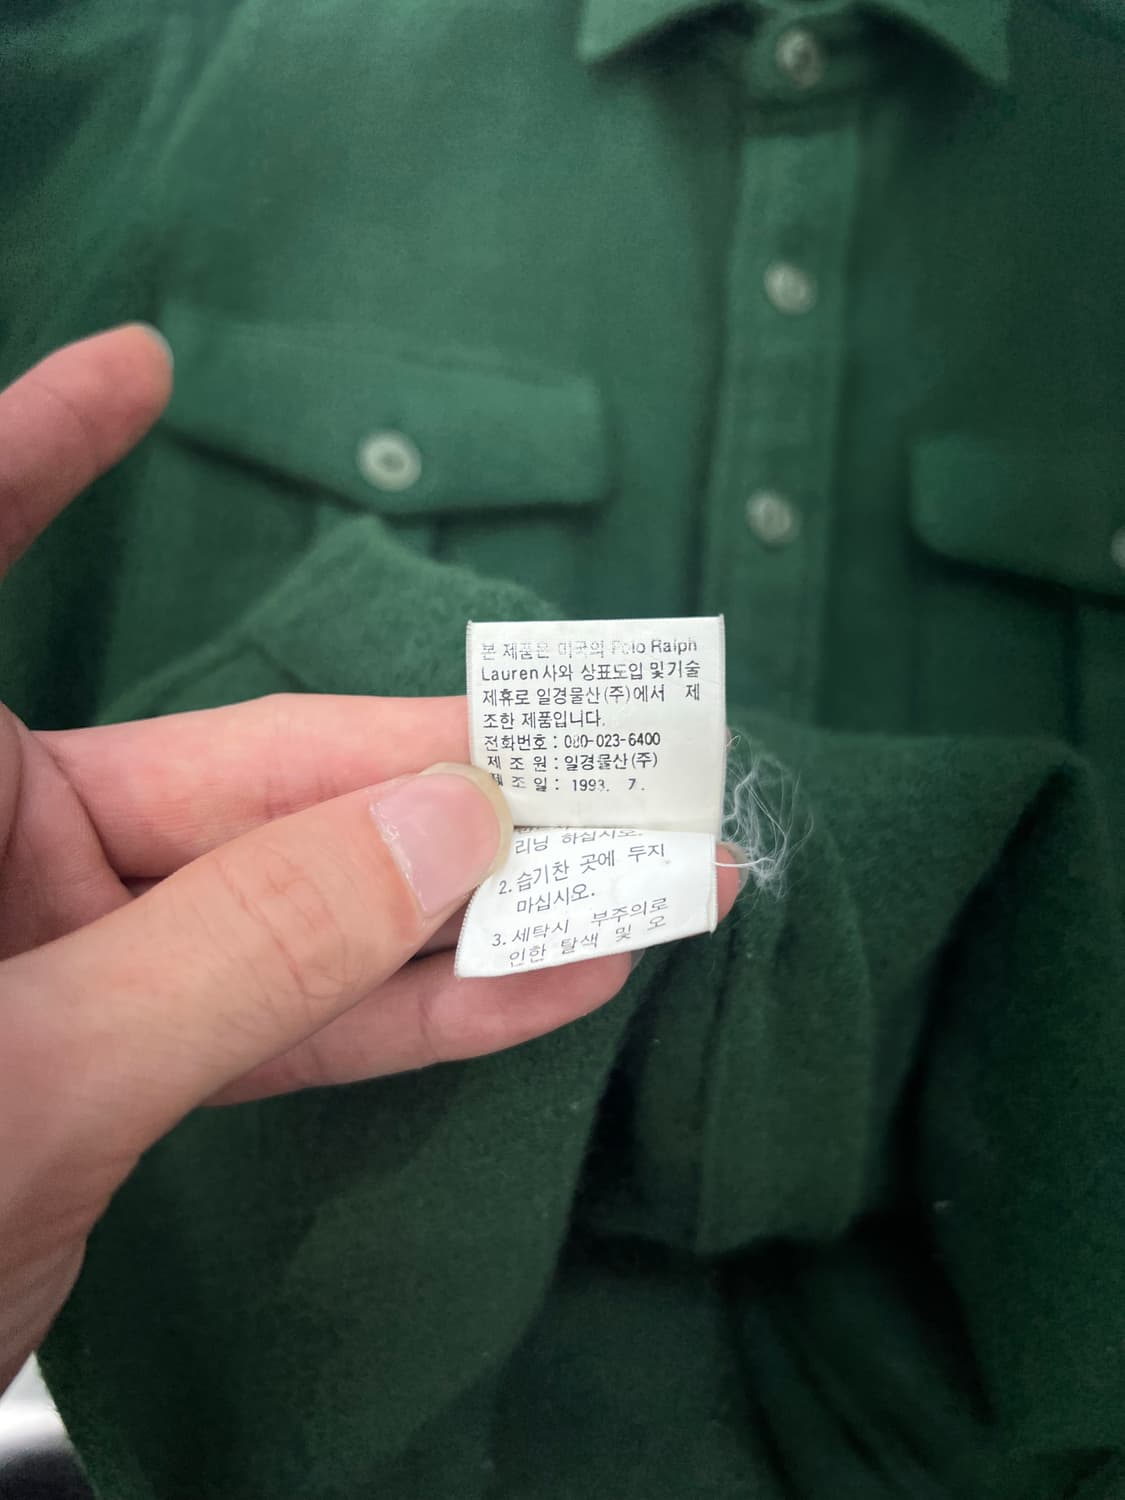 본 제품은 미국의 Polo Ralph
Lauren사와 상표도입 및기술
제휴로 일경물산(주)에서 제
조한 제품입니다.
전화번호 : 080-023-6400
제 조 원 : 일경물산(주)
제 조 일 : 1993. 7.
리닝 하십시오.
2. 습기찬 곳에 두지
마십시오.
3. 세탁시 부주의로
인한 탈색 및 오